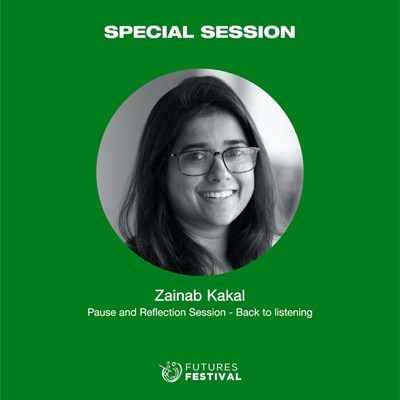 SPECIAL SESSION
Zainab Kakal
Pause and Reflection Session - Back to listening
FUTURES
FESTIVAL